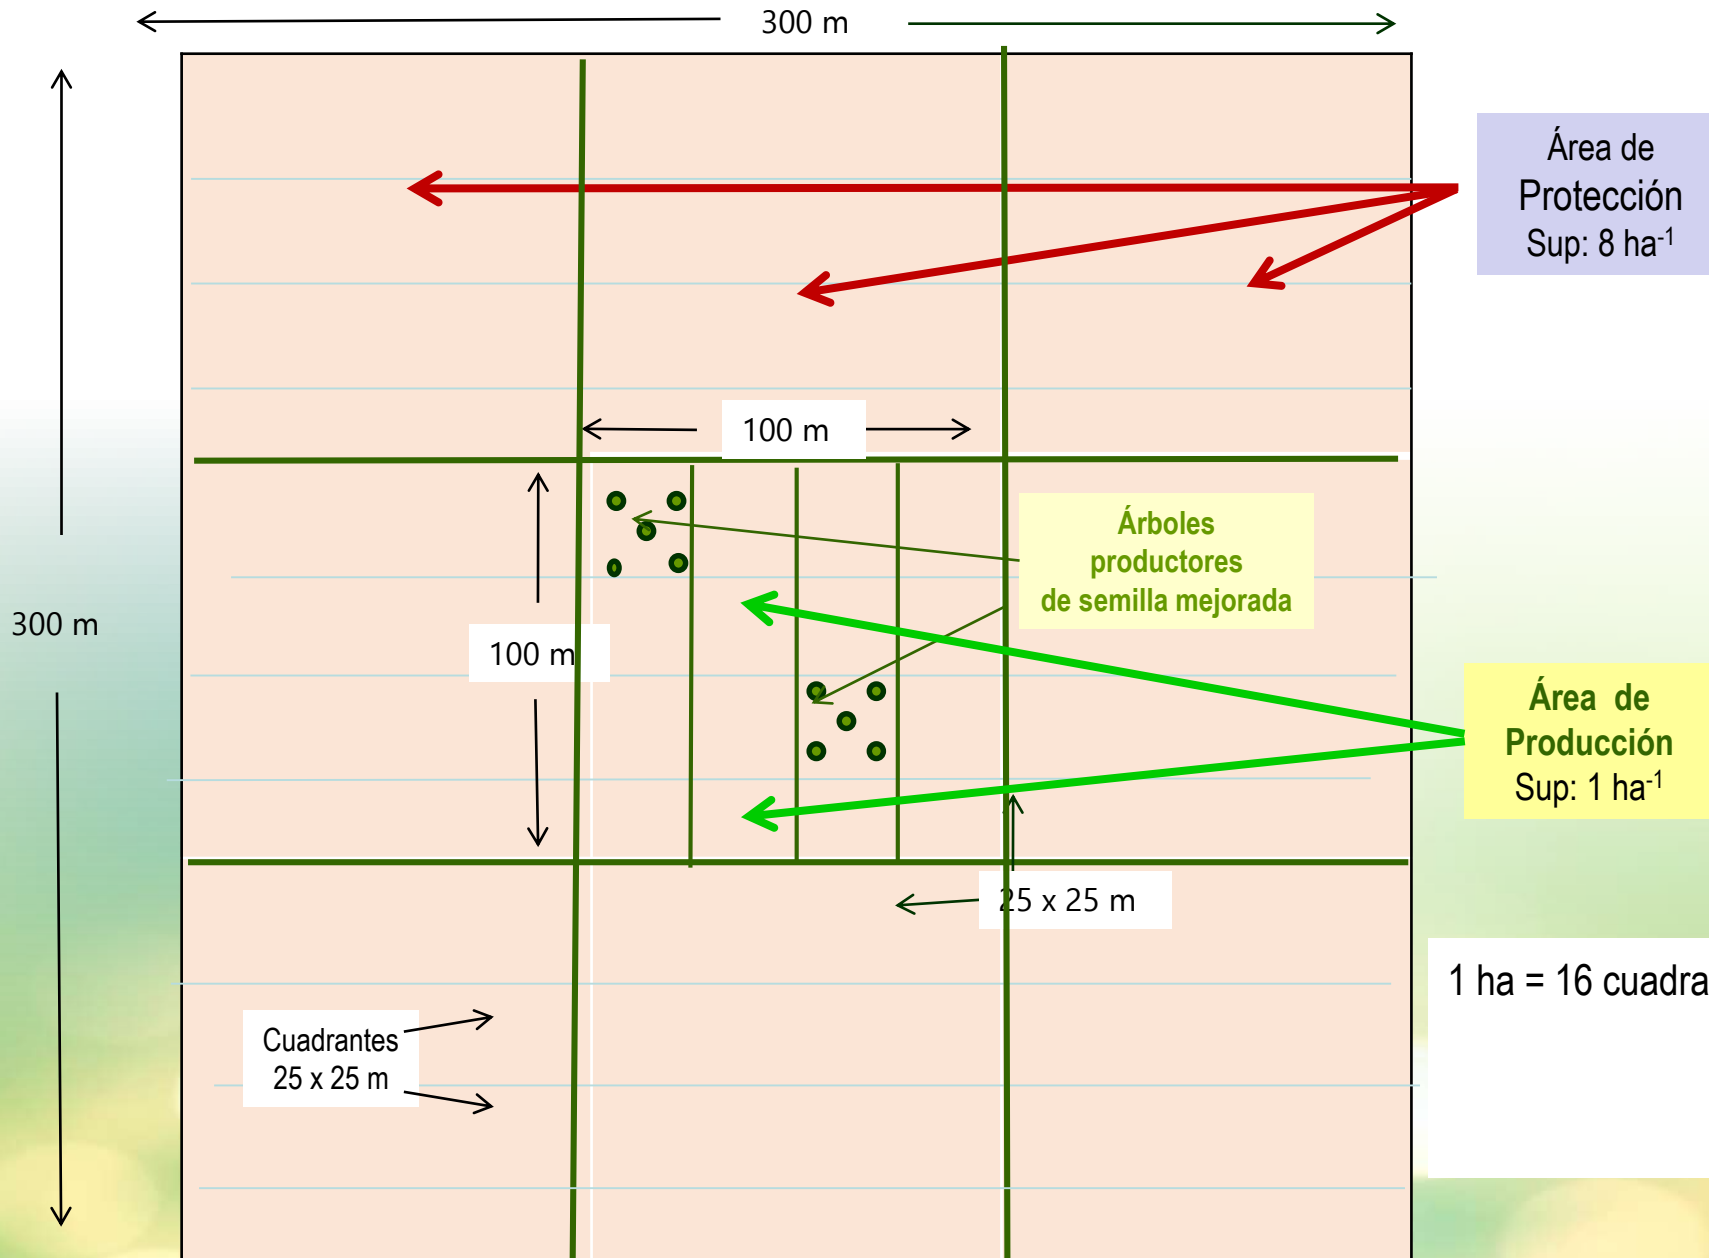 300 m
Área de
Protección
Sup: 8 ha⁻¹
100 m
Árboles
productores
de semilla mejorada
300 m
100 m
Área de
Producción
Sup: 1 ha⁻¹
25 x 25 m
1 ha = 16 cuadra
Cuadrantes
25 x 25 m